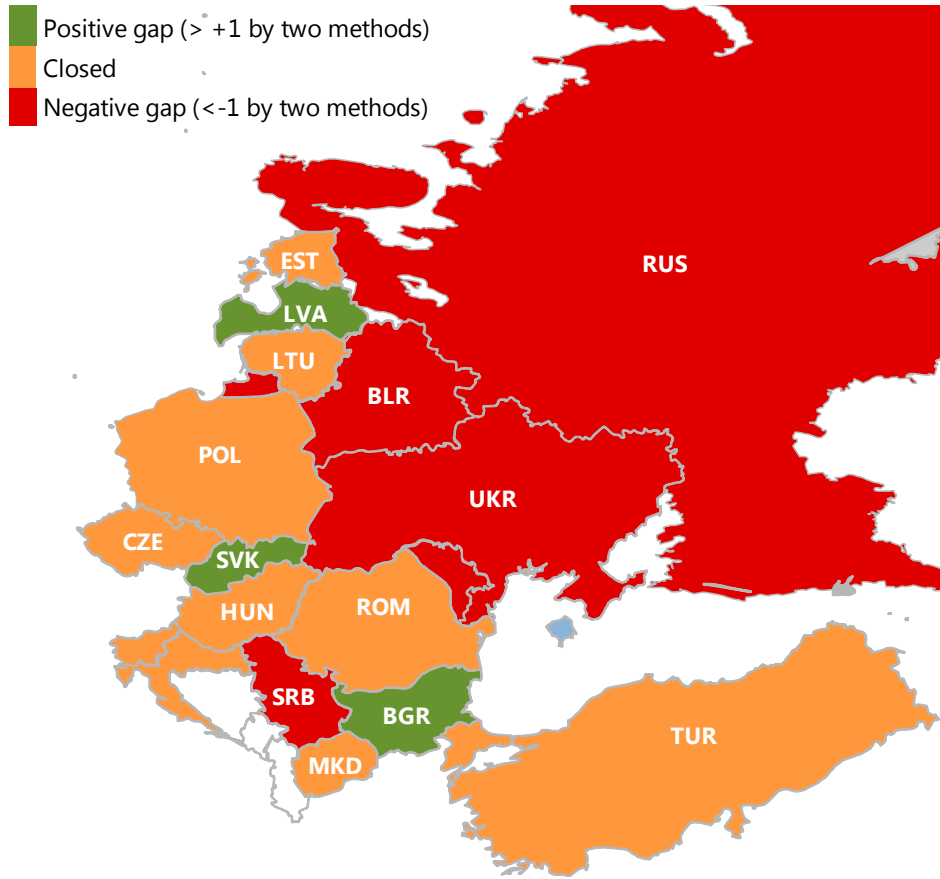 Positive gap (> +1 by two methods)
Closed
Negative gap (<-1 by two methods)
RUS
EST
LVA
LTU
BLR
POL
UKR
CZE
SVK
HUN
ROM
SRB
BGR
TUR
MKD